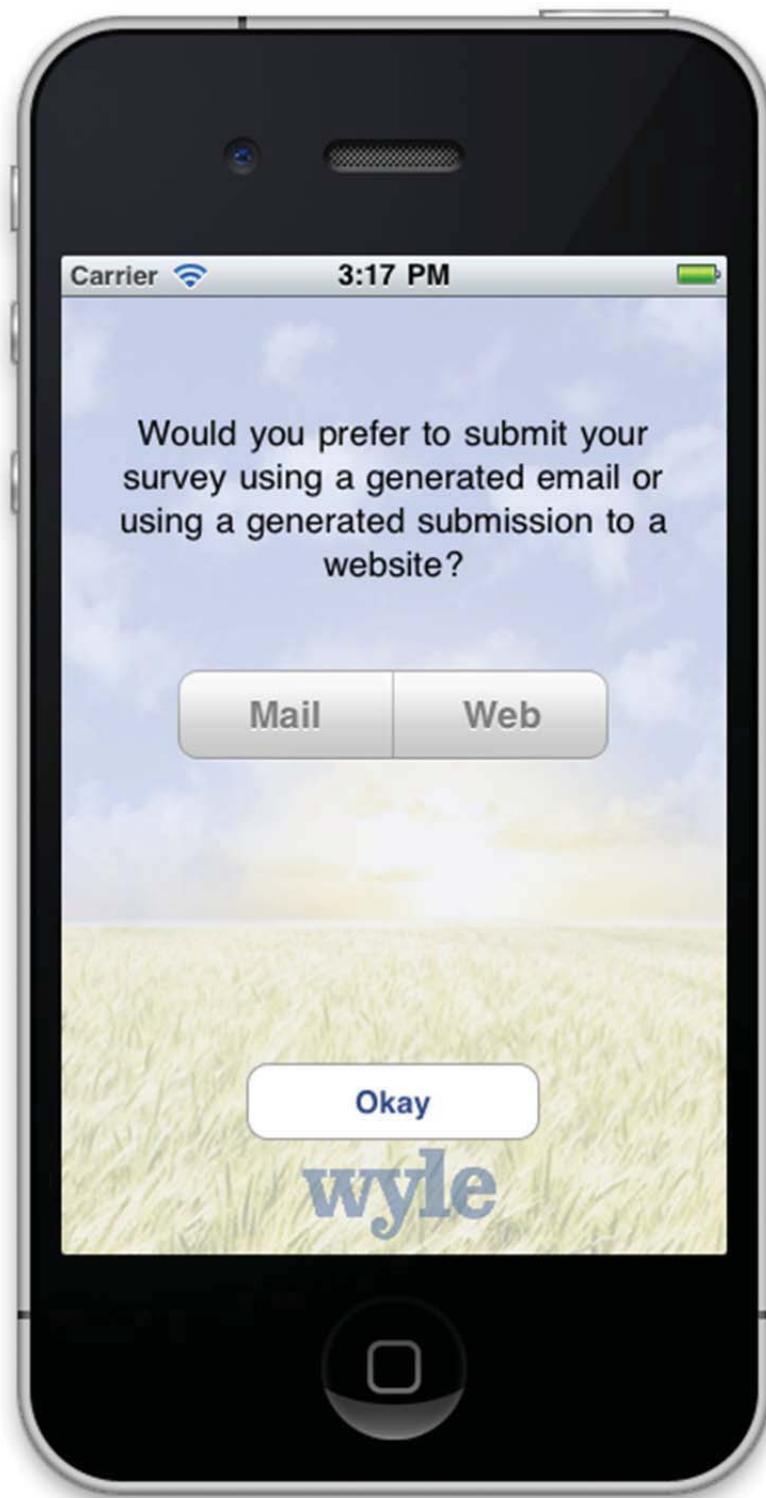 Carrier 3:17 PM
Would you prefer to submit your
survey using a generated email or
using a generated submission to a
website?
Mail Web
Okay
wyle